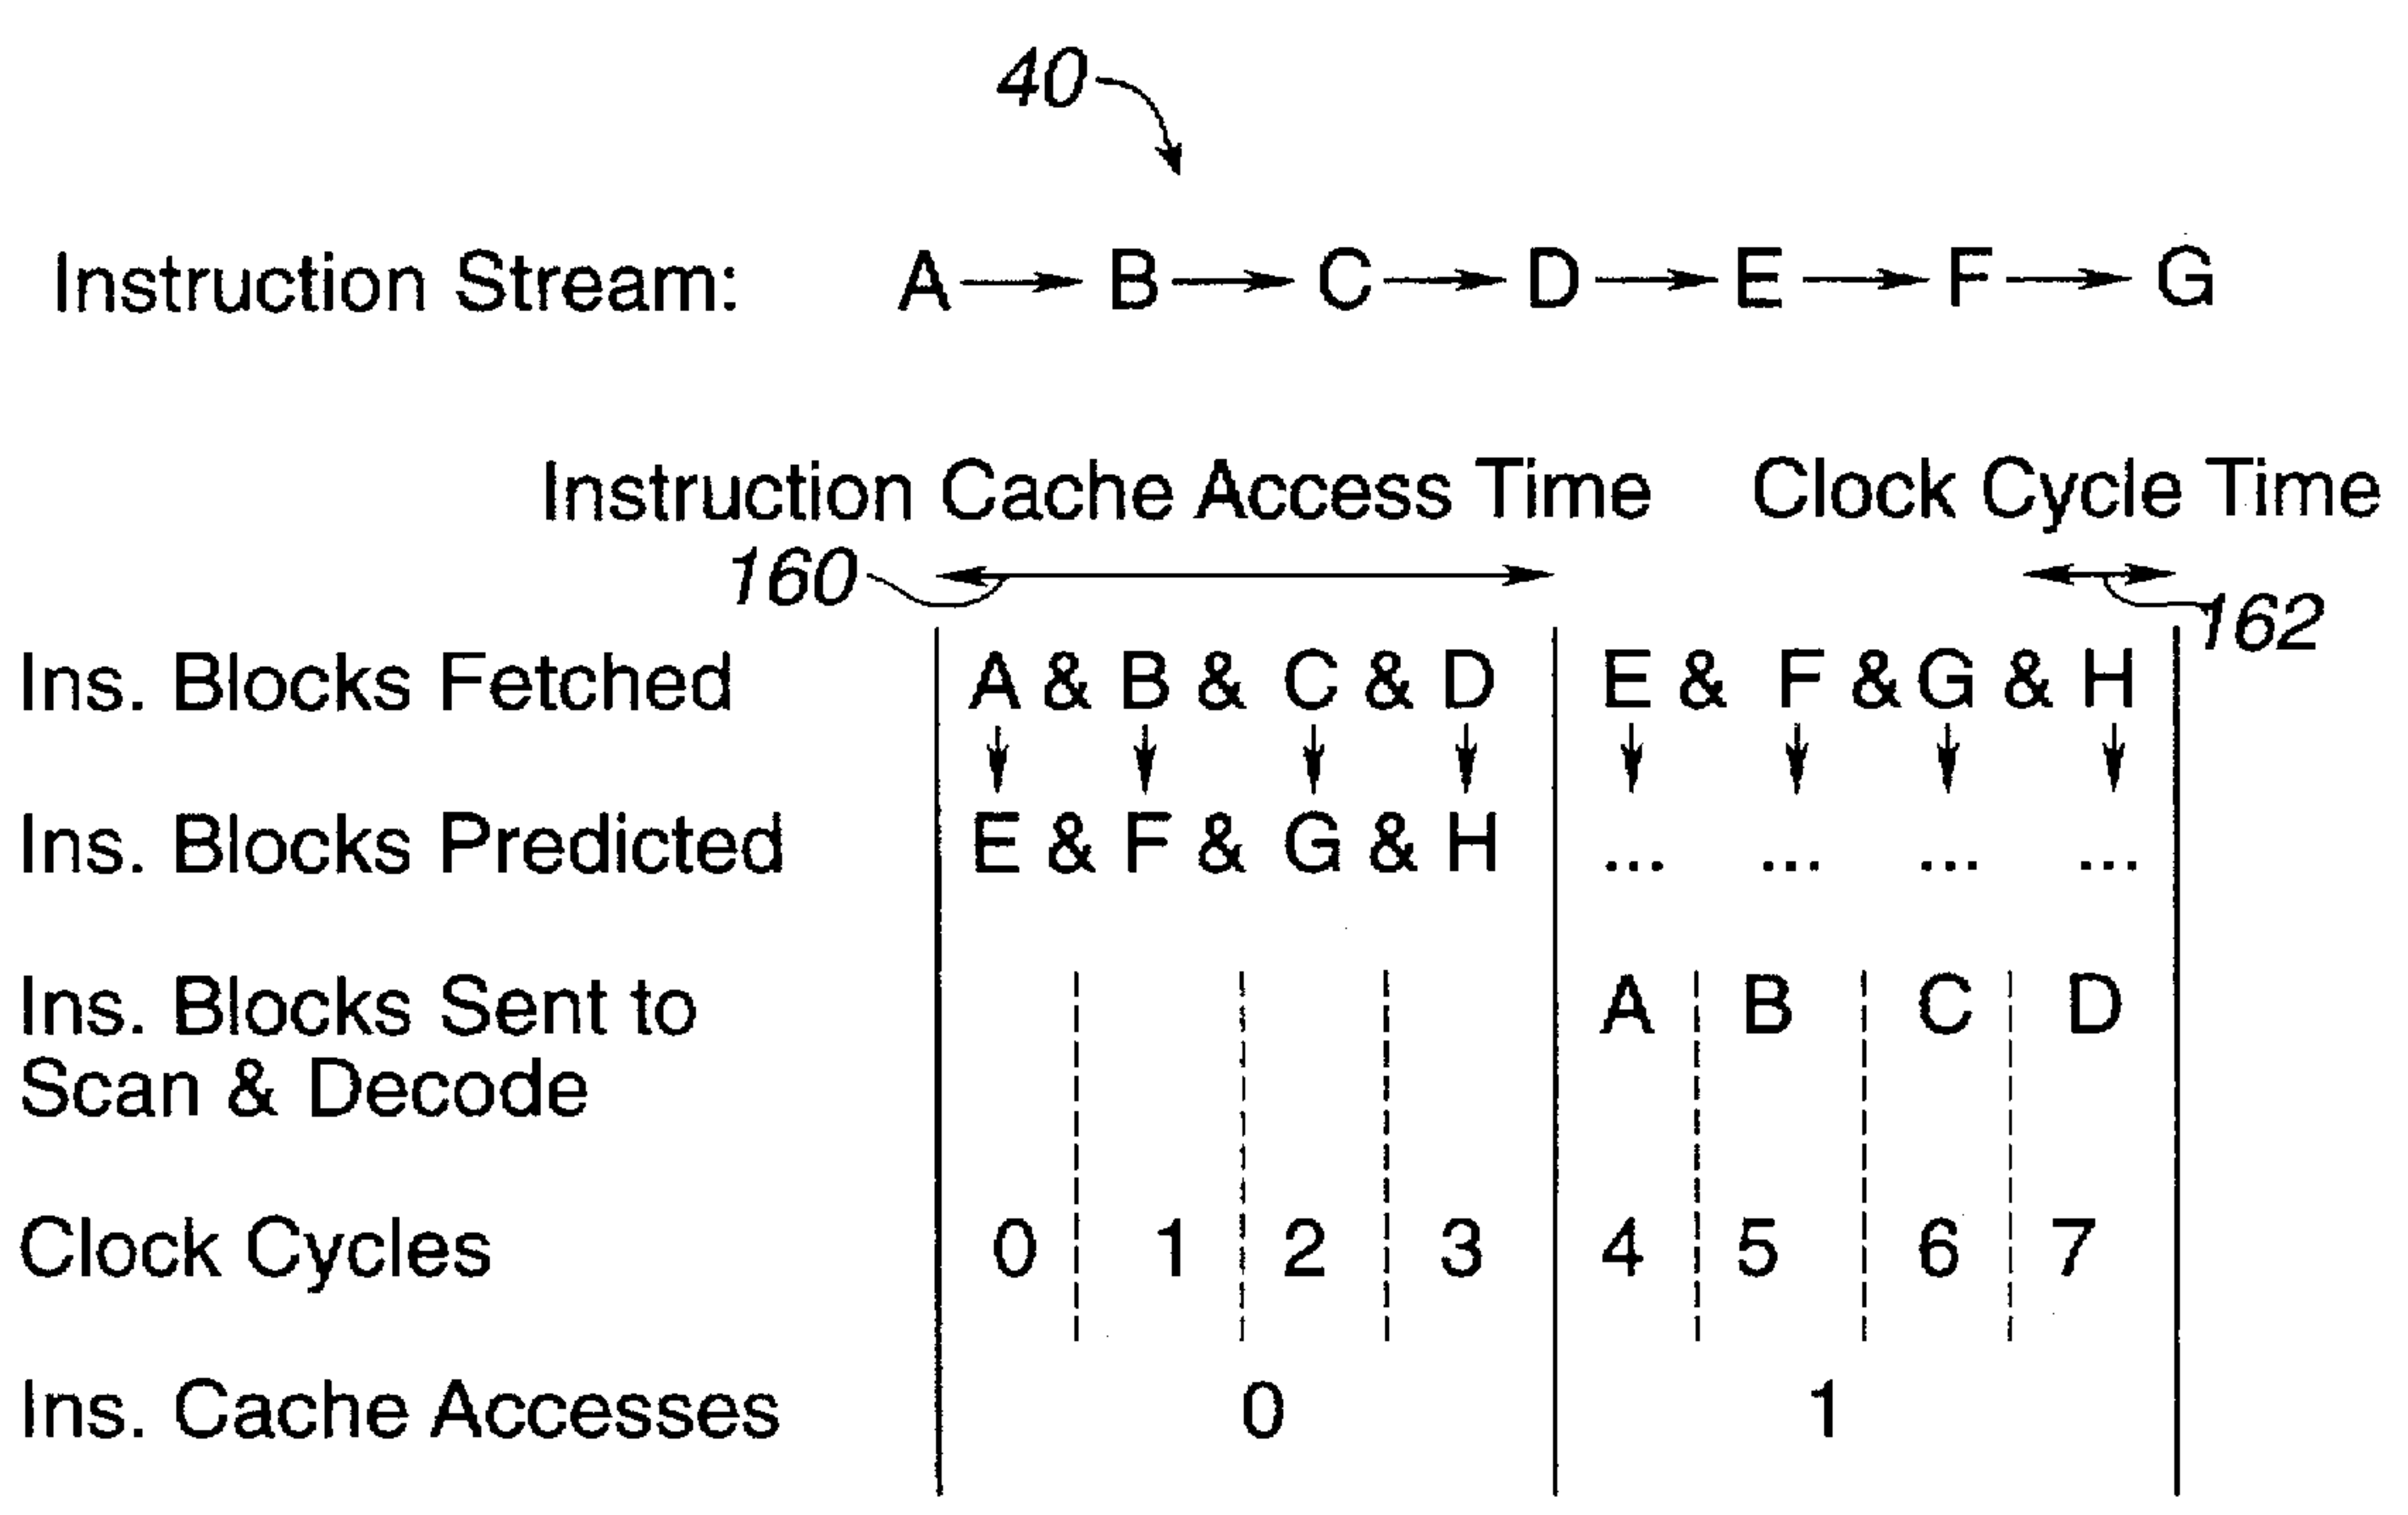 40
Instruction Stream: A → B → C → D → E → F → G
Instruction Cache Access Time Clock Cycle Time
160 162
Ins. Blocks Fetched A & B & C & D E & F & G & H
Ins. Blocks Predicted E & F & G & H ... ... ... ...
Ins. Blocks Sent to A B C D
Scan & Decode
Clock Cycles 0 1 2 3 4 5 6 7
Ins. Cache Accesses 0 1